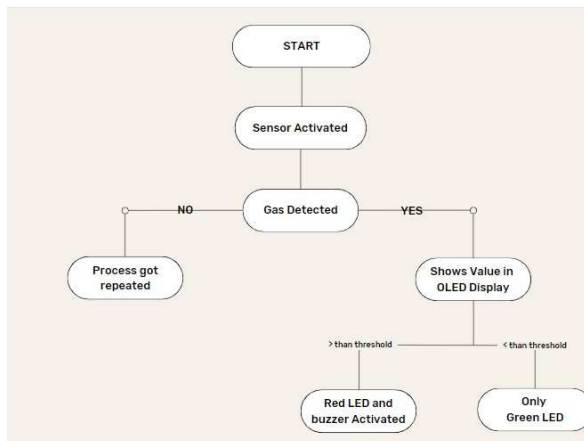 START
Sensor Activated
Gas Detected
NO
YES
Process got
repeated
Shows Value in
OLED Display
> than threshold
< than threshold
Red LED and
buzzer Activated
Only
Green LED